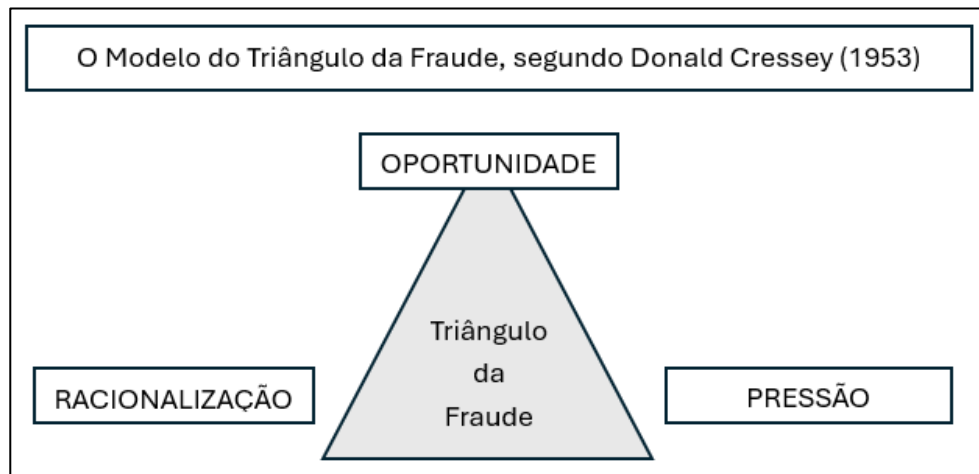 O Modelo do Triângulo da Fraude, segundo Donald Cressey (1953)
OPORTUNIDADE
Triângulo
da
Fraude
RACIONALIZAÇÃO
PRESSÃO